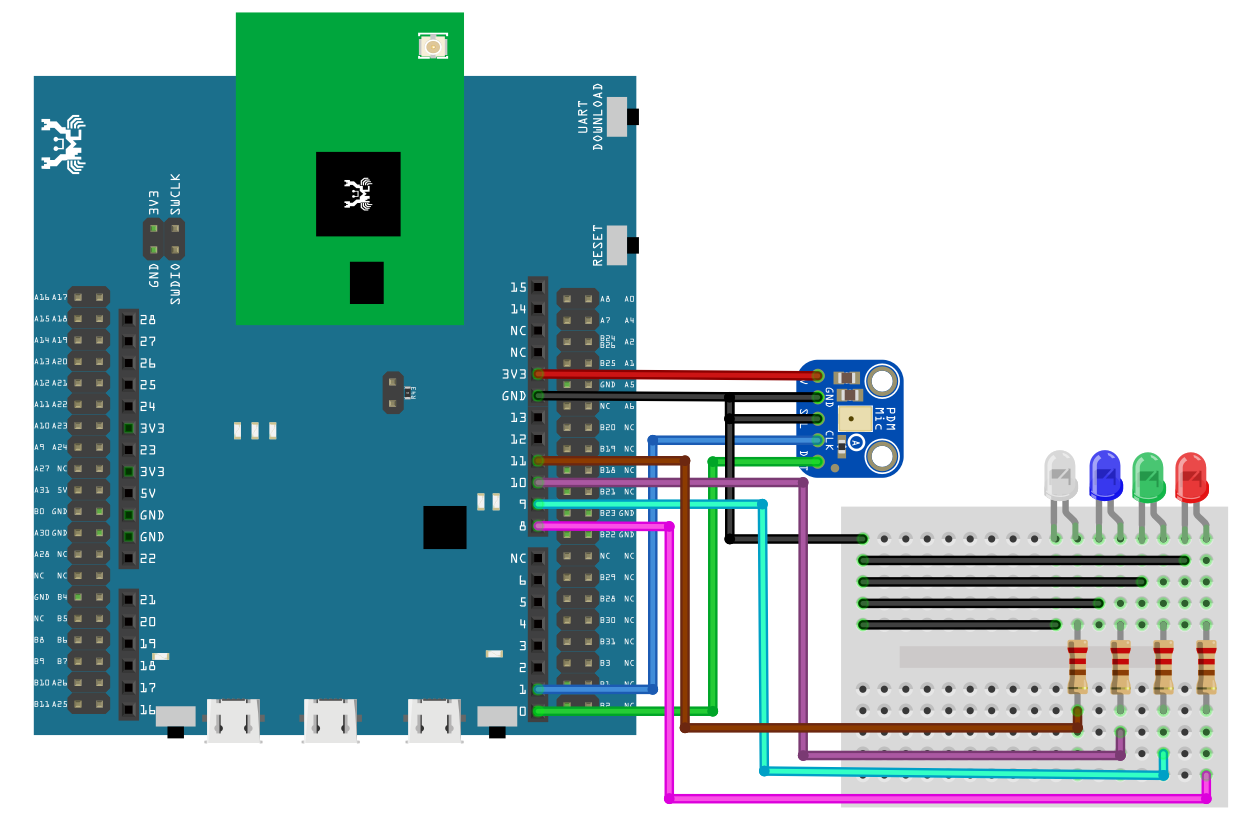 UART
DOWNLOAD
RESET
3V3 SWCLK
GND SWDIO
A16 A17
A15 A18
A14 A19
A13 A20
A12 A21
A11 A22
A10 A23
A9 A24
A27 NC
A31 5V
B0 GND
A30 GND
A28 NC
NC NC
GND B4
NC B5
B8 B6
B9 B7
B10 A26
B11 A25
28
27
26
25
24
3V3
23
3V3
5V
GND
GND
22
21
20
19
18
17
16
15
14
NC
NC
3V3
GND
13
12
11
10
9
8
NC
6
5
4
3
2
1
0
A8 A0
A7 A4
B24
B26 A2
B25 A1
GND A5
NC A6
B20 NC
B19 NC
B18 NC
B21 NC
B23 GND
B22 GND
NC NC
B29 NC
B28 NC
B30 NC
B31 NC
B3 NC
B1 NC
B2 NC
GND
CLK
PDM
Mic
A